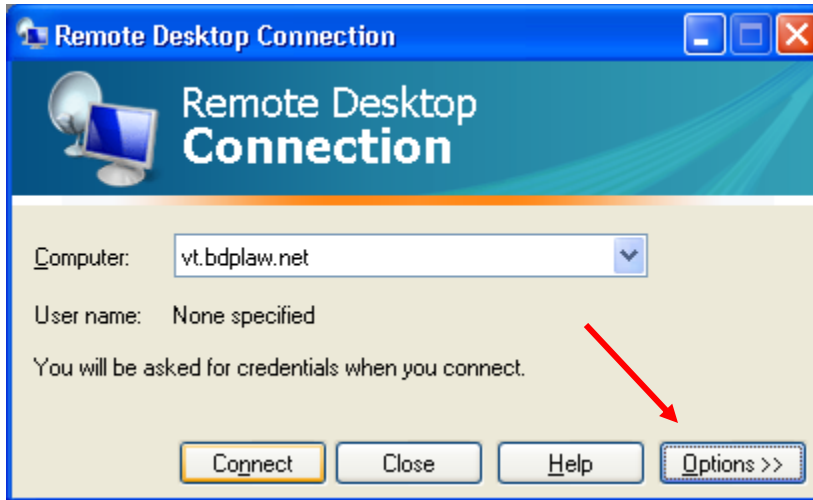 Remote Desktop Connection
Remote Desktop
Connection
Computer: vt.bdplaw.net
User name: None specified
You will be asked for credentials when you connect.
Connect Close Help Options >>